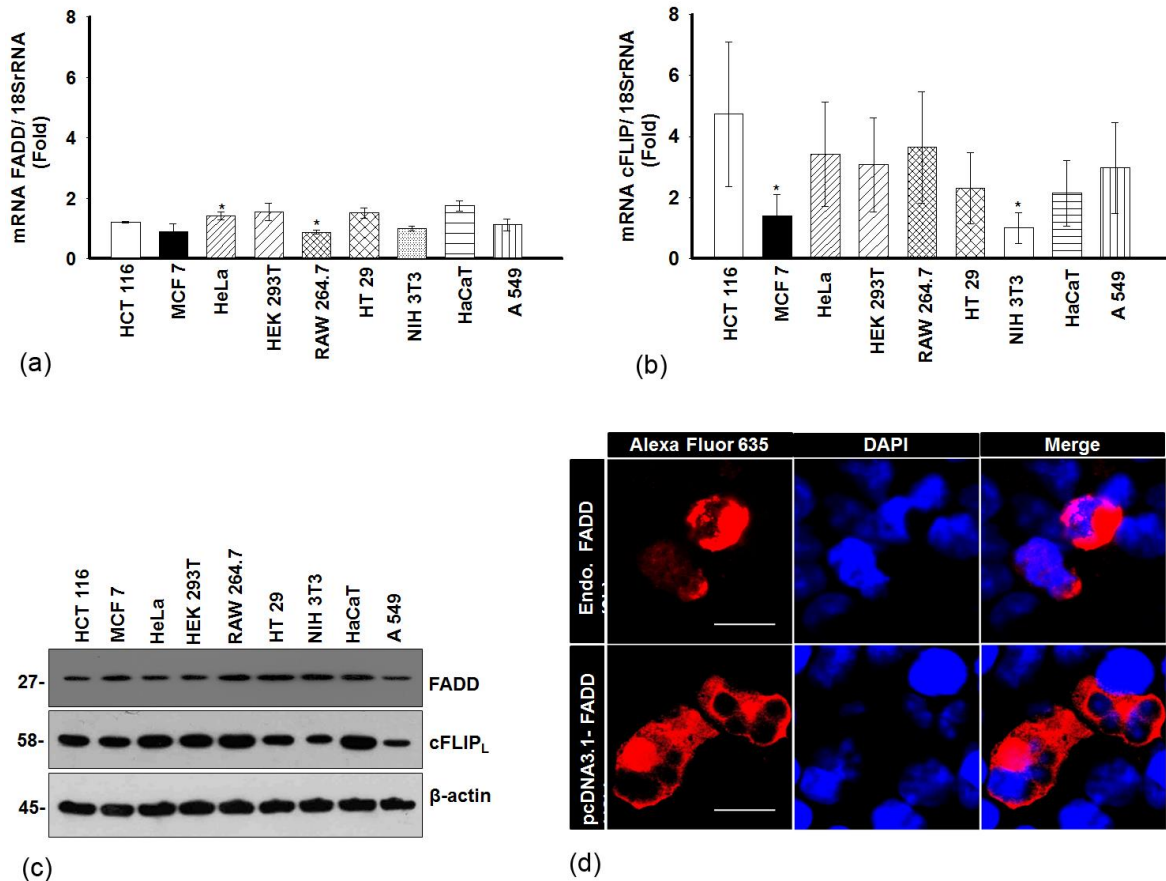 mRNA FADD/ 18SrRNA
(Fold)
8
6
4
2
0
*
*
HCT 116
MCF 7
HeLa
HEK 293T
RAW 264.7
HT 29
NIH 3T3
HaCaT
A 549
(a)
mRNA cFLIP/ 18SrRNA
(Fold)
8
6
4
2
0
*
*
HCT 116
MCF 7
HeLa
HEK 293T
RAW 264.7
HT 29
NIH 3T3
HaCaT
A 549
(b)
HCT 116
MCF 7
HeLa
HEK 293T
RAW 264.7
HT 29
NIH 3T3
HaCaT
A 549
27-
FADD
58-
cFLIPL
45-
β-actin
(c)
Alexa Fluor 635
DAPI
Merge
Endo. FADD
pcDNA3.1- FADD
(d)